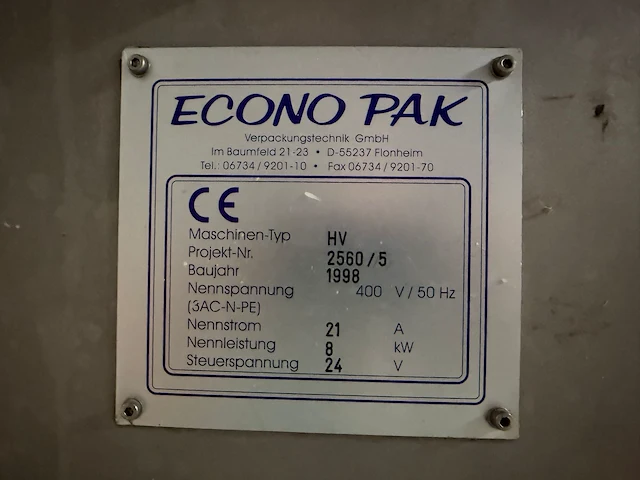 ECONO PAK
Verpackungstechnik GmbH
Im Baumfeld 21-23 • D-55237 Flonheim
Tel.: 06734/9201-10 • Fax 06734/9201-70
CE
Maschinen-Typ HV
Projekt-Nr. 2560/5
Baujahr 1998
Nennspannung 400 V/50 Hz
(3AC-N-PE)
Nennstrom 21 A
Nennleistung 8 kW
Steuerspannung 24 V